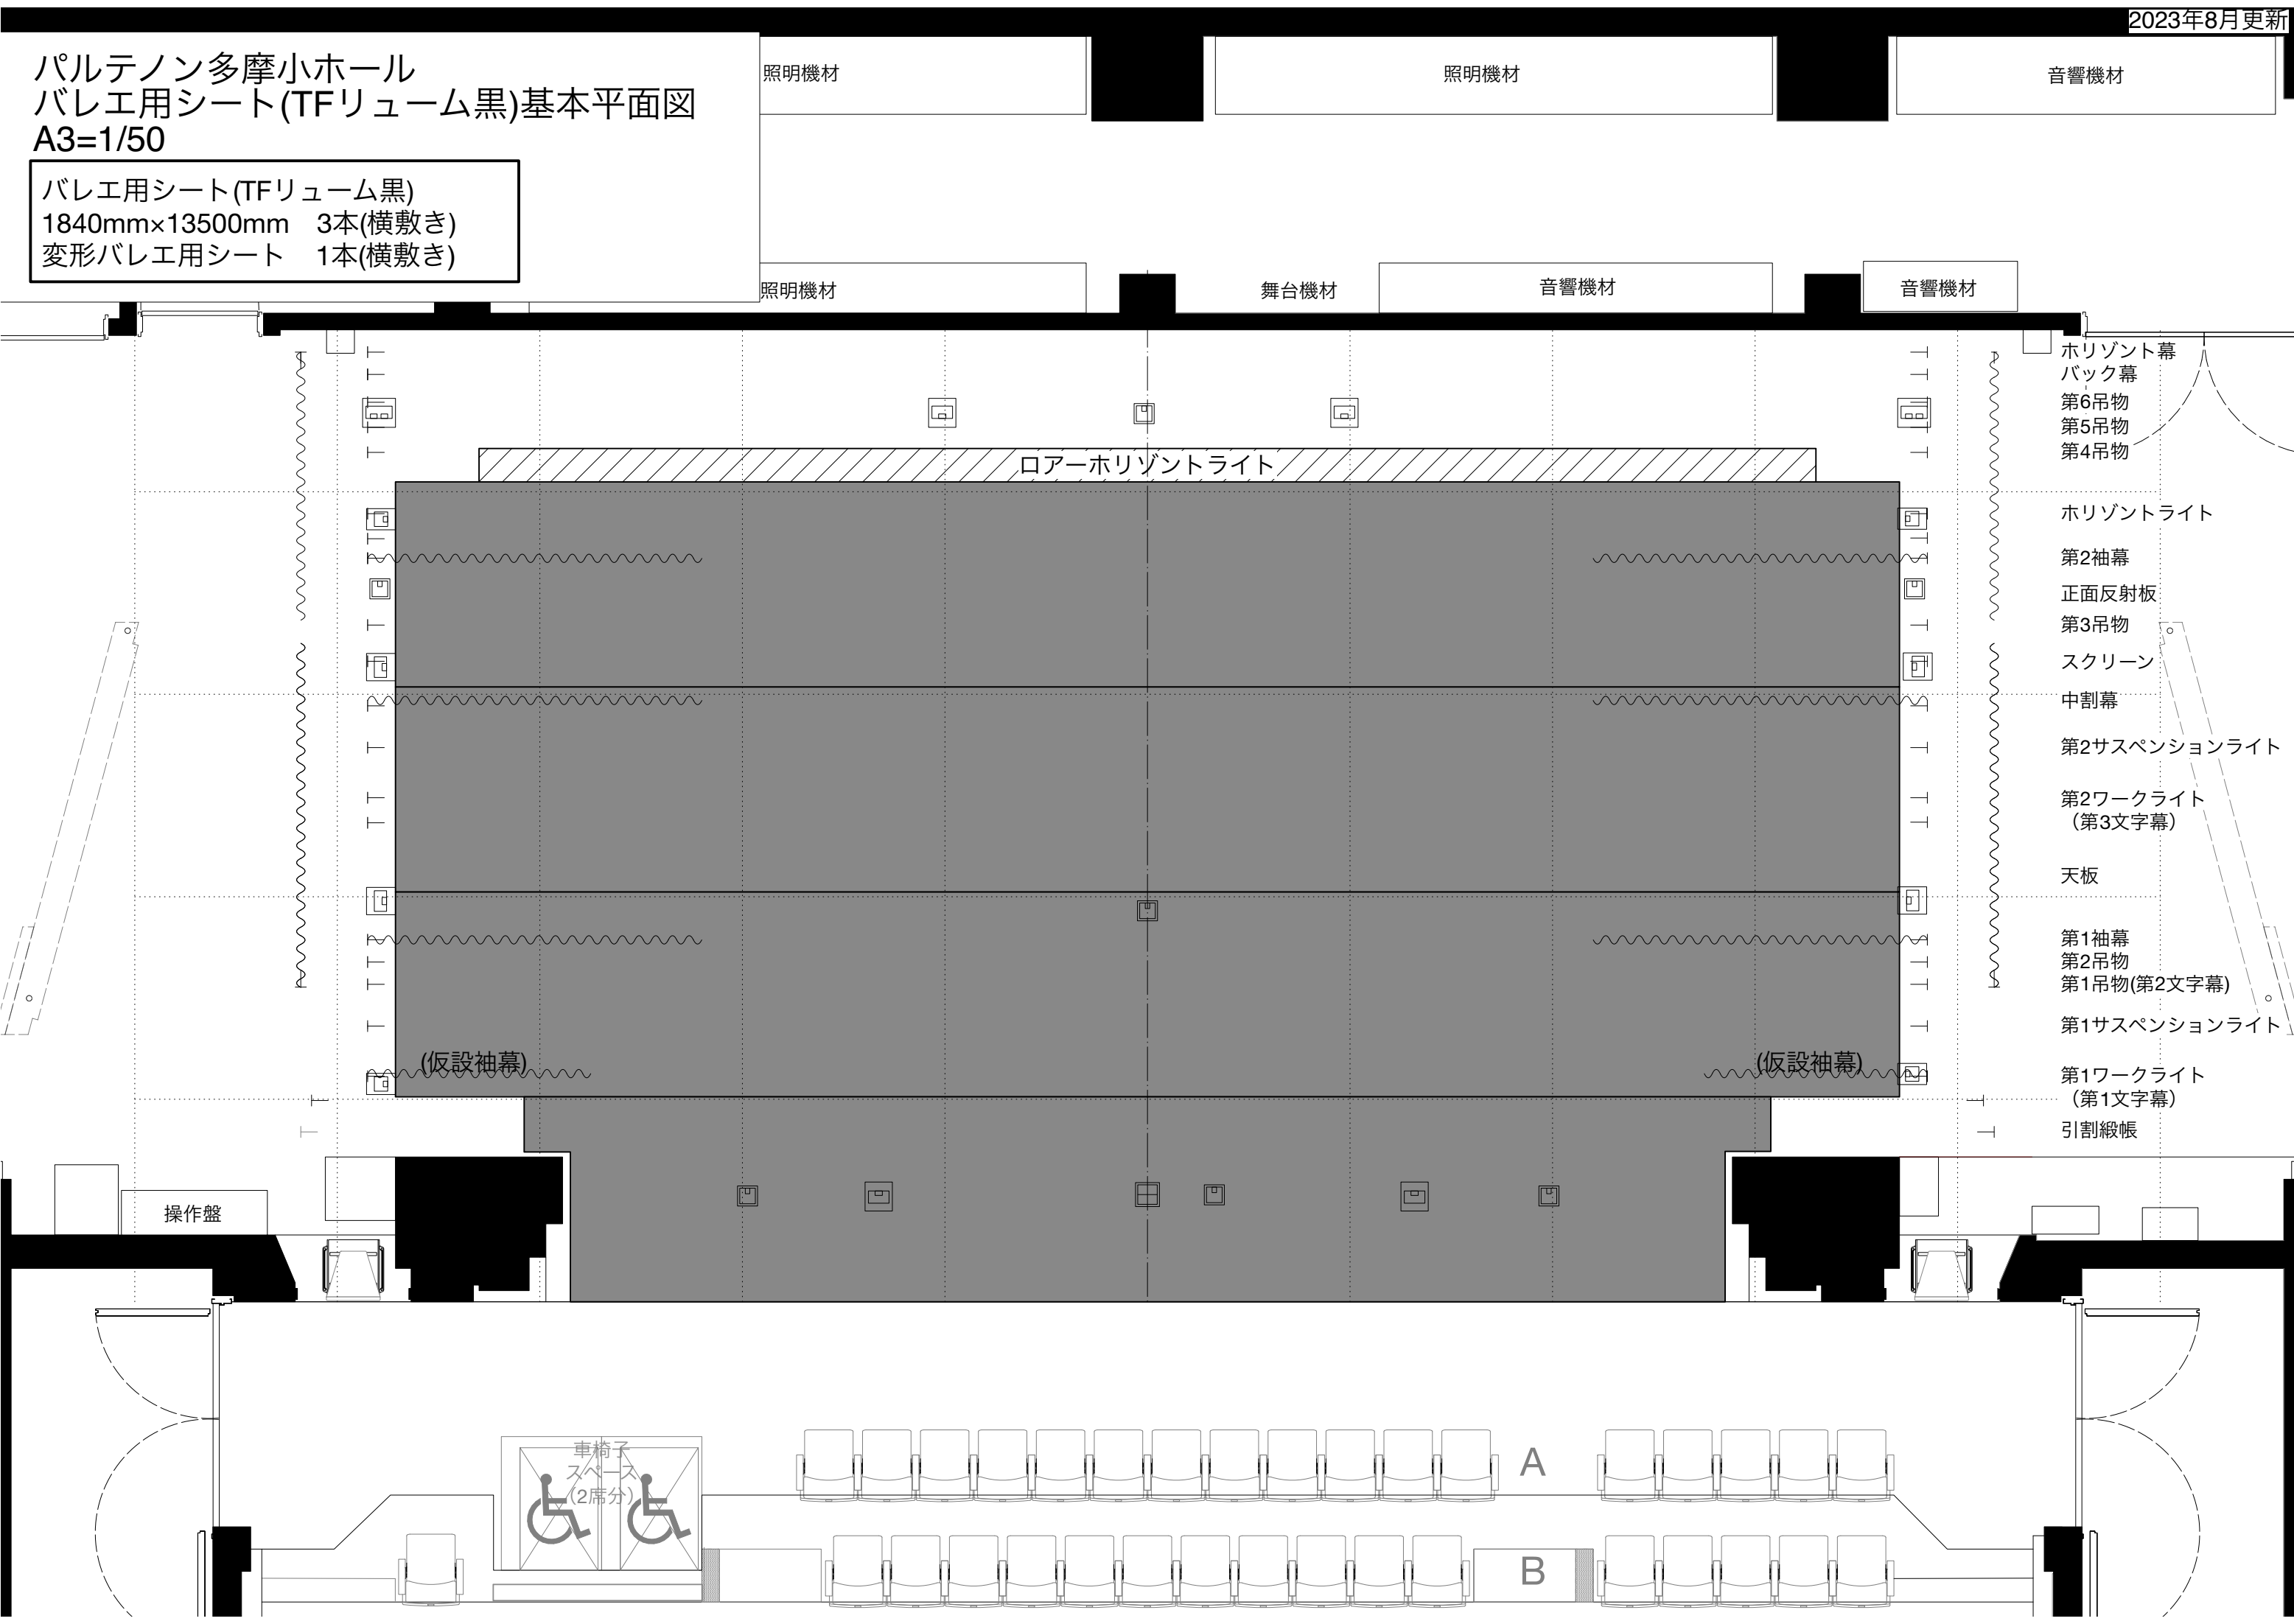 2023年8月更新
パルテノン多摩小ホール
バレエ用シート(TFリューム黒)基本平面図
A3=1/50
バレエ用シート(TFリューム黒)
1840mm×13500mm　3本(横敷き)
変形バレエ用シート　1本(横敷き)
照明機材
照明機材
音響機材
照明機材
舞台機材
音響機材
音響機材
ホリゾント幕
バック幕
第6吊物
第5吊物
第4吊物
ロアーホリゾントライト
ホリゾントライト
第2袖幕
正面反射板
第3吊物
スクリーン
中割幕
第2サスペンションライト
第2ワークライト
（第3文字幕）
天板
第1袖幕
第2吊物
第1吊物(第2文字幕)
第1サスペンションライト
(仮設袖幕)
(仮設袖幕)
第1ワークライト
（第1文字幕）
引割緞帳
操作盤
車椅子
スペース
（2席分）
A
B